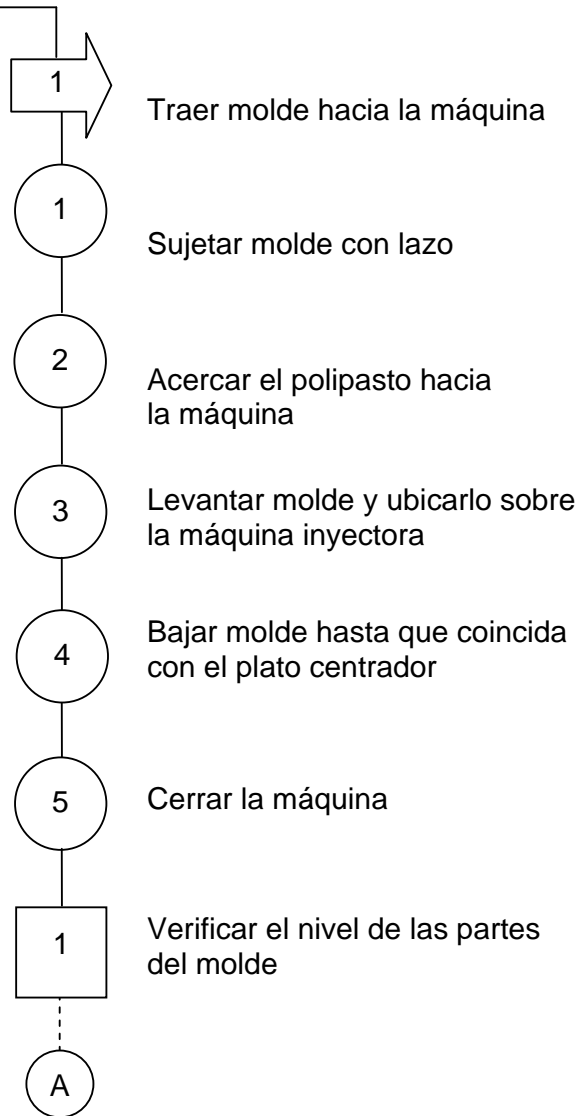 1
Traer molde hacia la máquina
1
Sujetar molde con lazo
2
Acercar el polipasto hacia
la máquina
3
Levantar molde y ubicarlo sobre
la máquina inyectora
4
Bajar molde hasta que coincida
con el plato centrador
5
Cerrar la máquina
1
Verificar el nivel de las partes
del molde
A